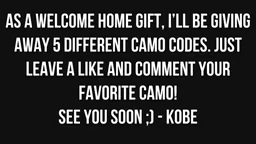 AS A WELCOME HOME GIFT, I'LL BE GIVING
AWAY 5 DIFFERENT CAMO CODES. JUST
LEAVE A LIKE AND COMMENT YOUR
FAVORITE CAMO!
SEE YOU SOON ;) - KOBE